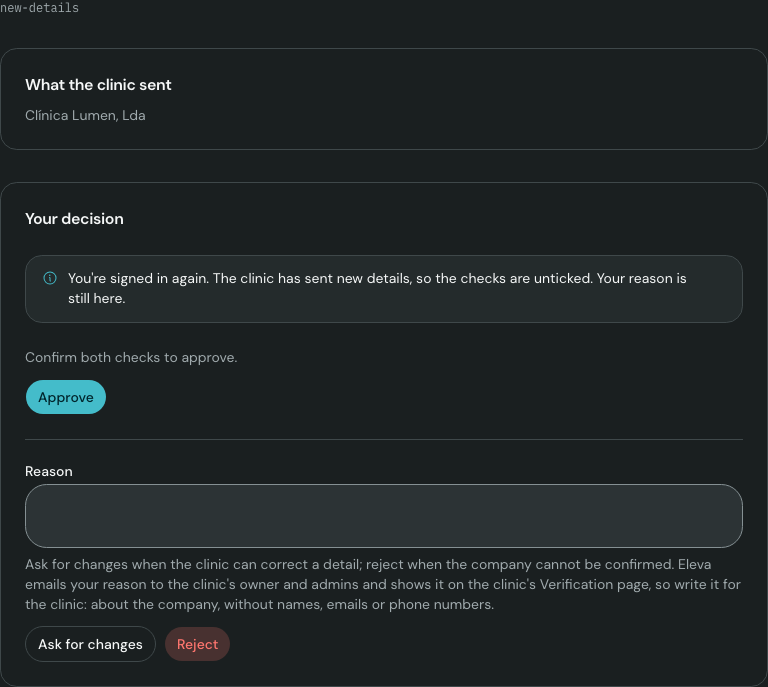 new-details
What the clinic sent
Clínica Lumen, Lda
Your decision
You're signed in again. The clinic has sent new details, so the checks are unticked. Your reason is
still here.
Confirm both checks to approve.
Approve
Reason
Ask for changes when the clinic can correct a detail; reject when the company cannot be confirmed. Eleva
emails your reason to the clinic's owner and admins and shows it on the clinic's Verification page, so write it for
the clinic: about the company, without names, emails or phone numbers.
Ask for changes
Reject